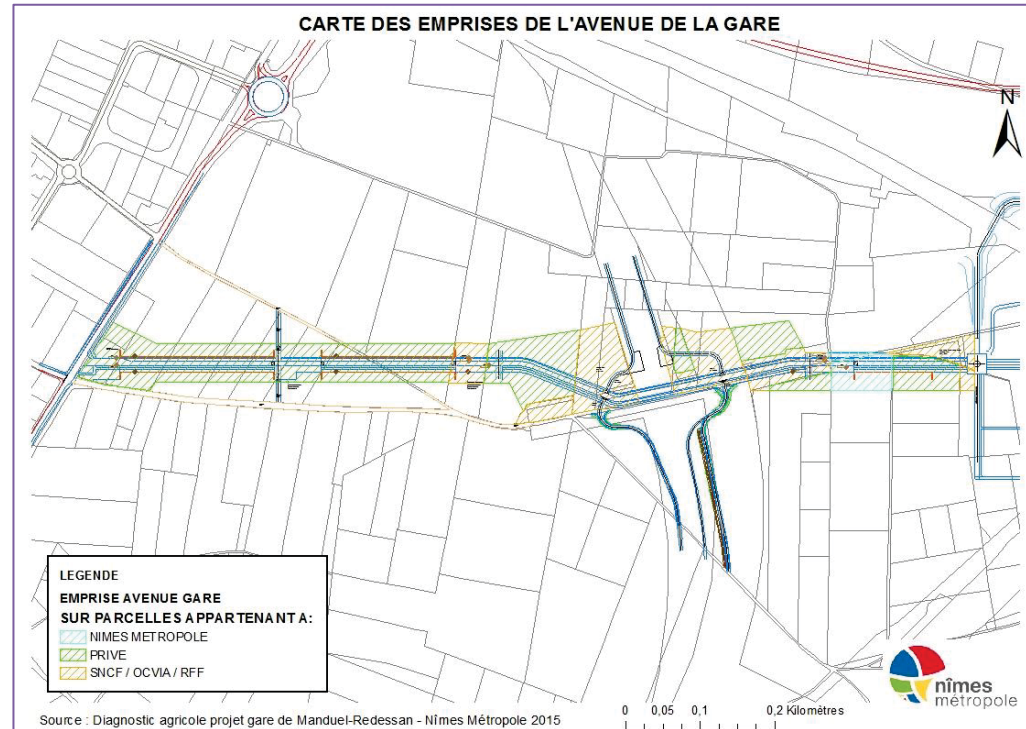 CARTE DES EMPRISES DE L'AVENUE DE LA GARE
N
LEGENDE
EMPRISE AVENUE GARE
SUR PARCELLES APPARTENANT A:
NIMES METROPOLE
PRIVE
SNCF / OCVIA / RFF
nîmes
métropole
Source : Diagnostic agricole projet gare de Manduel-Redessan - Nîmes Métropole 2015
0 0,05 0,1 0,2 Kilomètres